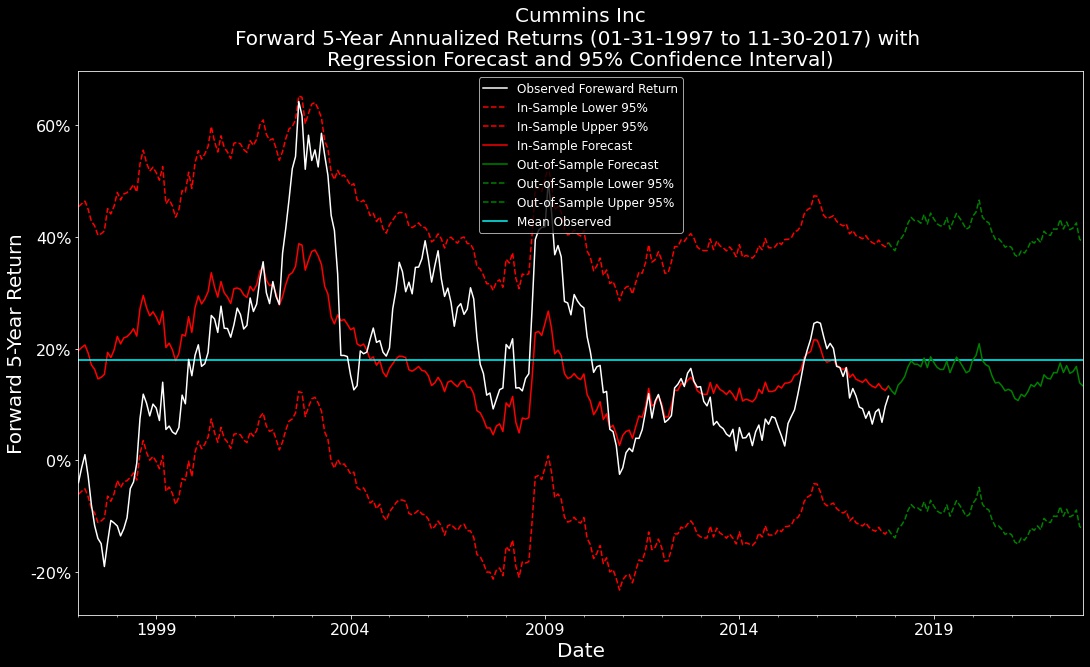 Cummins Inc
Forward 5-Year Annualized Returns (01-31-1997 to 11-30-2017) with
Regression Forecast and 95% Confidence Interval)
Observed Foreward Return
In-Sample Lower 95%
In-Sample Upper 95%
In-Sample Forecast
Out-of-Sample Forecast
Out-of-Sample Lower 95%
Out-of-Sample Upper 95%
Mean Observed
Forward 5-Year Return
60%
40%
20%
0%
-20%
1999 2004 2009 2014 2019
Date